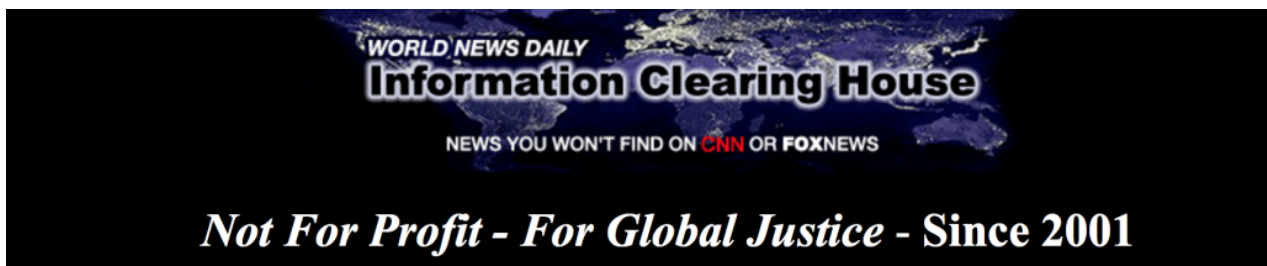 WORLD NEWS DAILY
Information Clearing House
NEWS YOU WON'T FIND ON CNN OR FOXNEWS
Not For Profit - For Global Justice - Since 2001